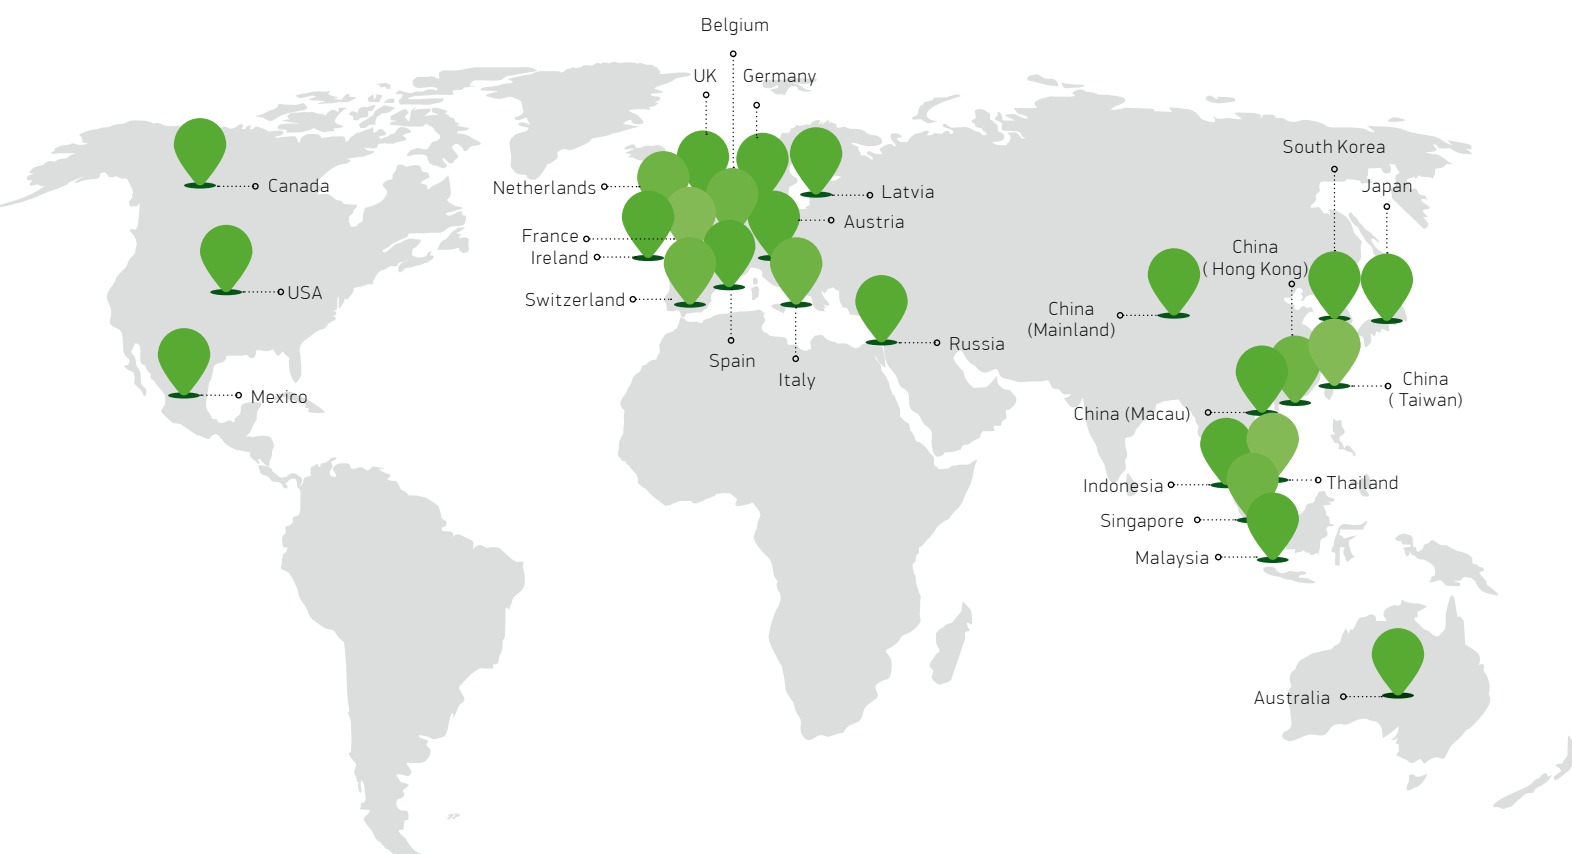 Belgium
UK
Germany
South Korea
Canada
Netherlands
Latvia
Japan
Austria
France
China
( Hong Kong)
Ireland
USA
Switzerland
China
(Mainland)
Russia
Spain
Italy
China
( Taiwan)
Mexico
China (Macau)
Indonesia
Thailand
Singapore
Malaysia
Australia